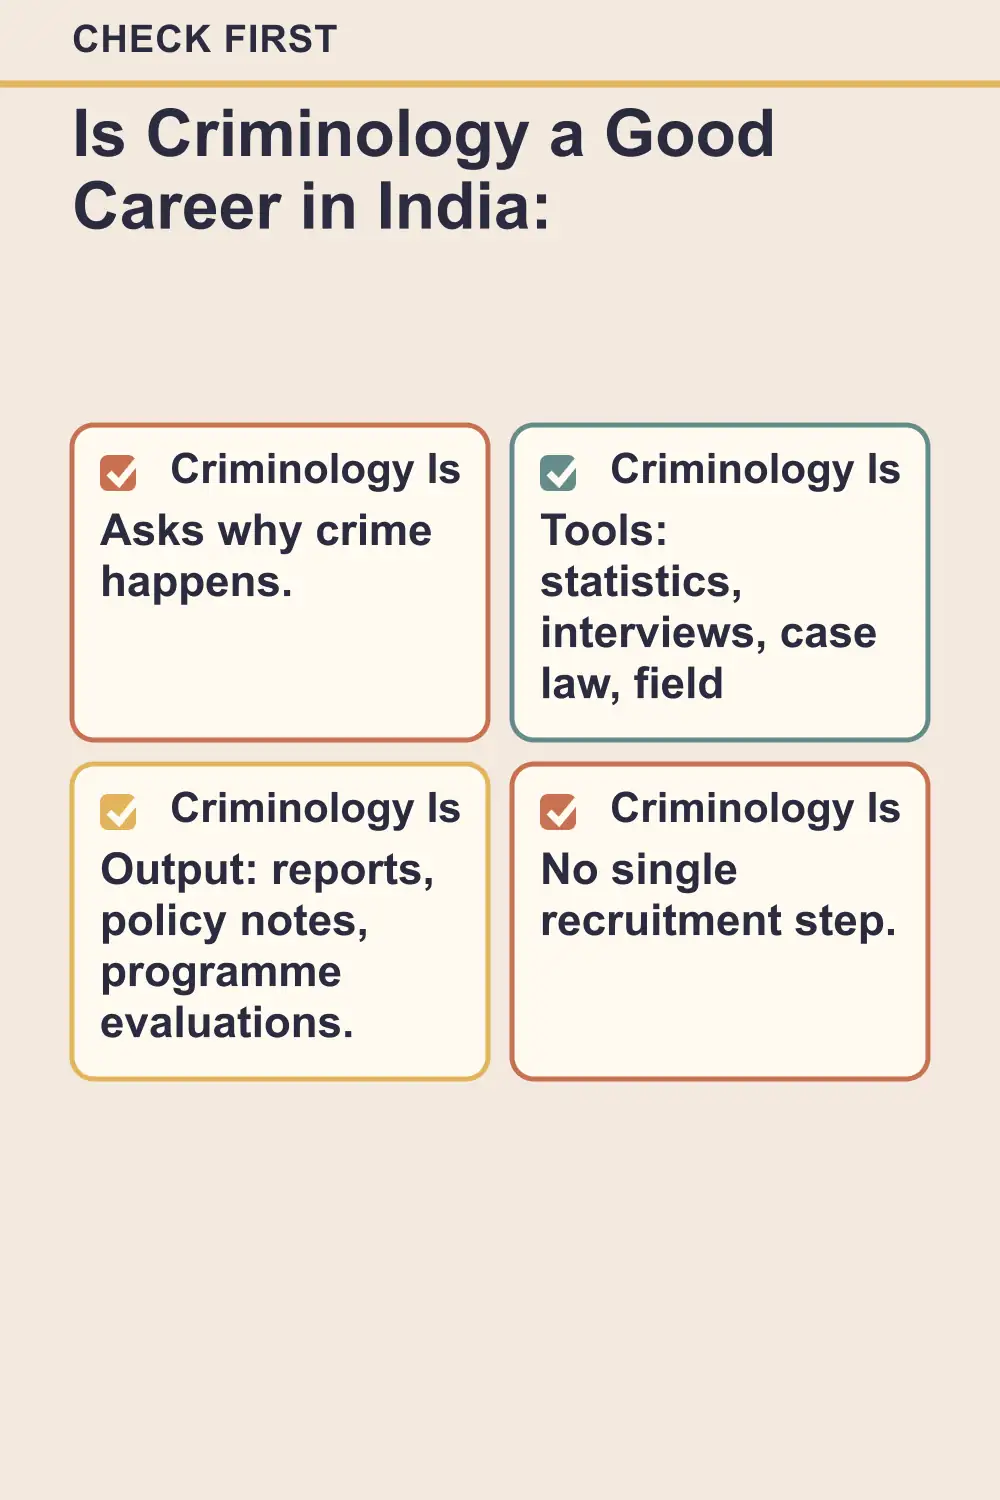 CHECK FIRST
Is Criminology a Good
Career in India:
Criminology Is
Asks why crime
happens.
Criminology Is
Tools:
statistics,
interviews, case
law, field
Criminology Is
Output: reports,
policy notes,
programme
evaluations.
Criminology Is
No single
recruitment step.